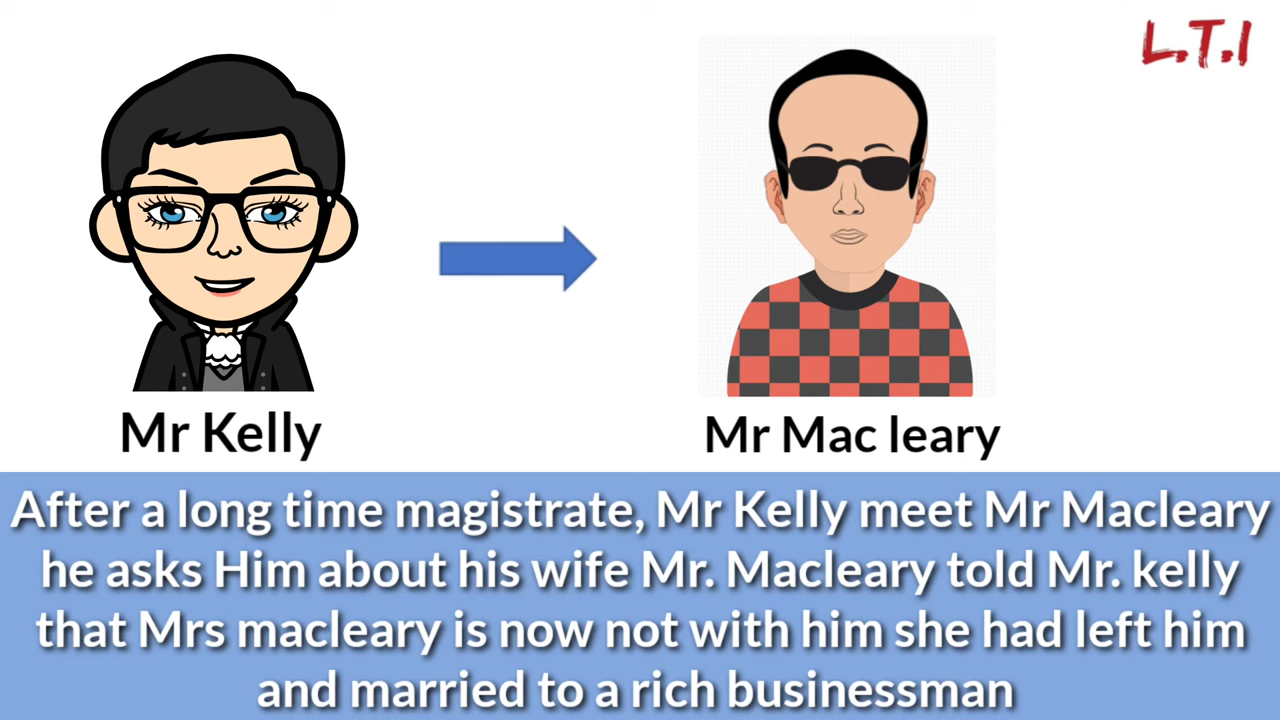 L.T.I
Mr Kelly
Mr Mac leary
After a long time magistrate, Mr Kelly meet Mr Macleary
he asks Him about his wife Mr. Macleary told Mr. kelly
that Mrs macleary is now not with him she had left him
and married to a rich businessman